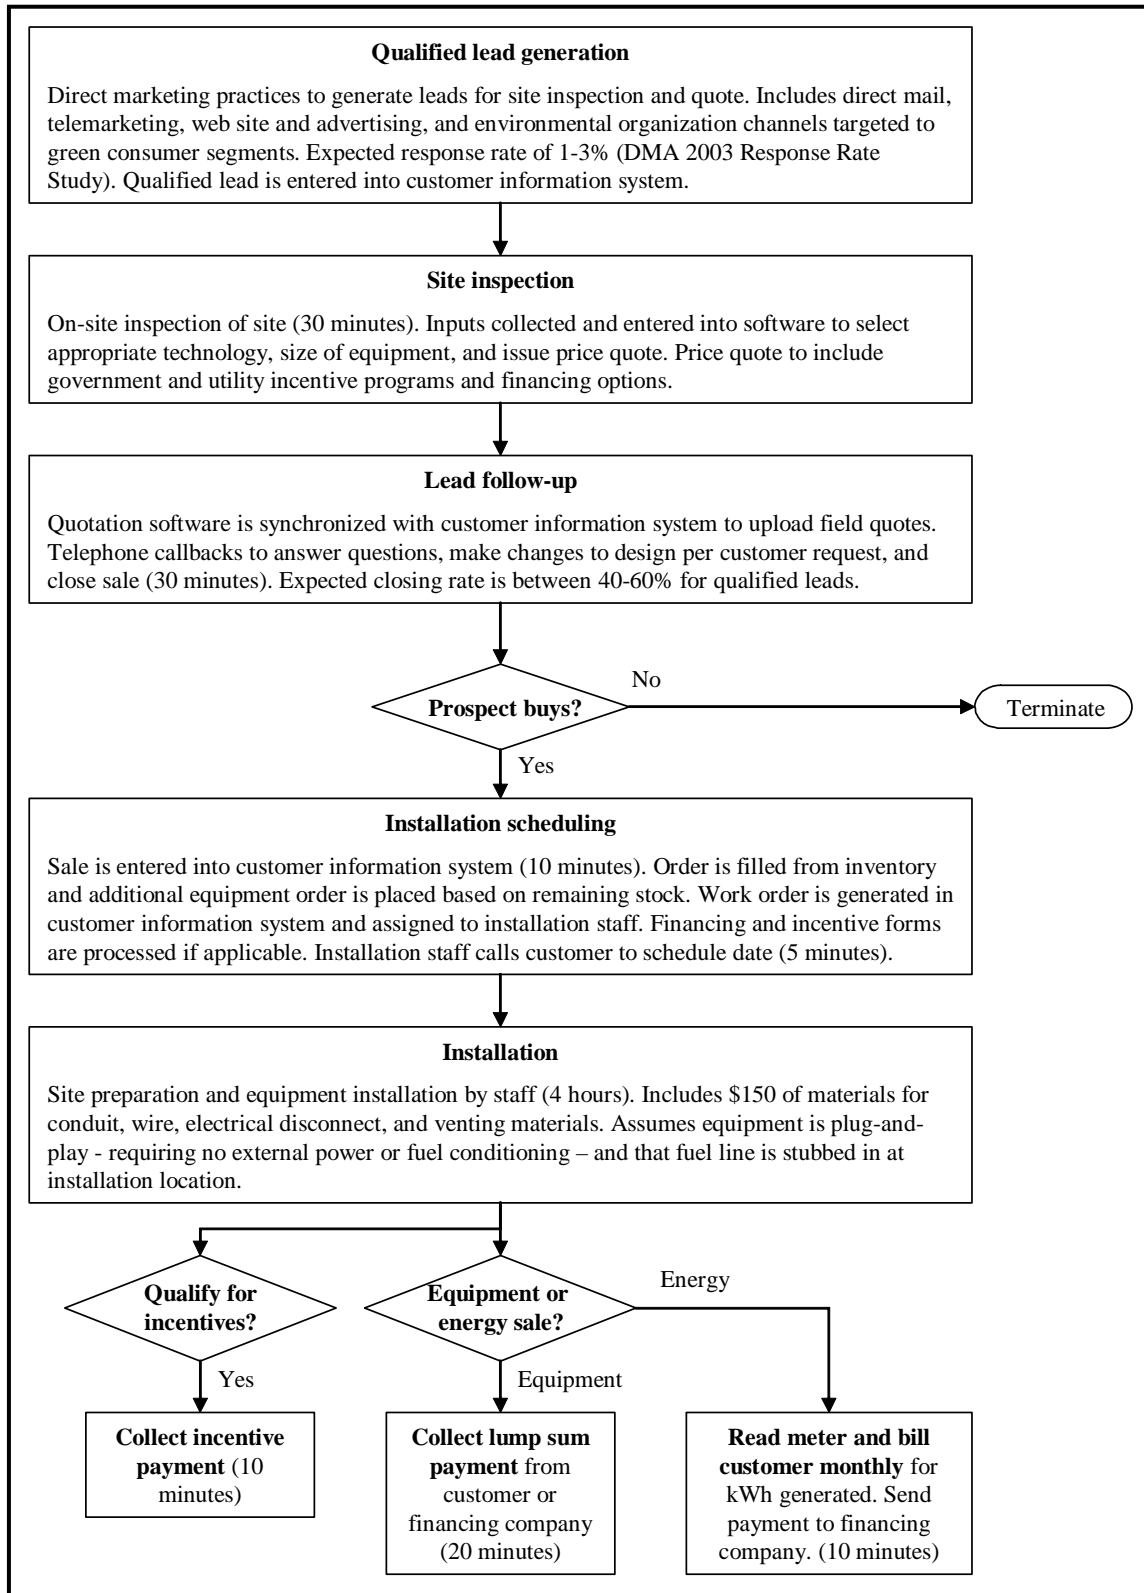 Qualified lead generation
Direct marketing practices to generate leads for site inspection and quote. Includes direct mail,
telemarketing, web site and advertising, and environmental organization channels targeted to
green consumer segments. Expected response rate of 1-3% (DMA 2003 Response Rate
Study). Qualified lead is entered into customer information system.
Site inspection
On-site inspection of site (30 minutes). Inputs collected and entered into software to select
appropriate technology, size of equipment, and issue price quote. Price quote to include
government and utility incentive programs and financing options.
Lead follow-up
Quotation software is synchronized with customer information system to upload field quotes.
Telephone callbacks to answer questions, make changes to design per customer request, and
close sale (30 minutes). Expected closing rate is between 40-60% for qualified leads.
No
Prospect buys?
Terminate
Yes
Installation scheduling
Sale is entered into customer information system (10 minutes). Order is filled from inventory
and additional equipment order is placed based on remaining stock. Work order is generated in
customer information system and assigned to installation staff. Financing and incentive forms
are processed if applicable. Installation staff calls customer to schedule date (5 minutes).
Installation
Site preparation and equipment installation by staff (4 hours). Includes $150 of materials for
conduit, wire, electrical disconnect, and venting materials. Assumes equipment is plug-and-
play - requiring no external power or fuel conditioning – and that fuel line is stubbed in at
installation location.
Qualify for
incentives?
Equipment or
energy sale?
Energy
Yes
Equipment
Collect incentive
payment (10
minutes)
Collect lump sum
payment from
customer or
financing company
(20 minutes)
Read meter and bill
customer monthly for
kWh generated. Send
payment to financing
company. (10 minutes)